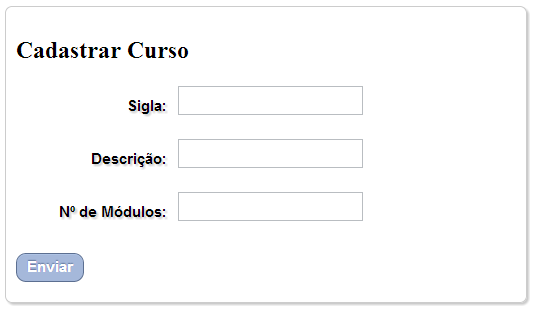 Cadastrar Curso
Sigla:
Descrição:
Nº de Módulos:
Enviar